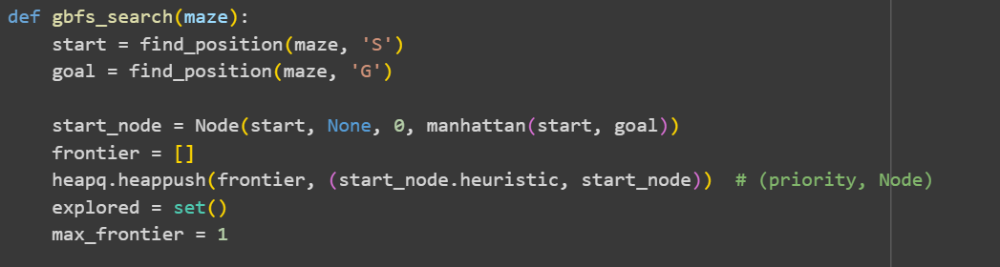 def gbfs_search(maze):
    start = find_position(maze, 'S')
    goal = find_position(maze, 'G')

    start_node = Node(start, None, 0, manhattan(start, goal))
    frontier = []
    heapq.heappush(frontier, (start_node.heuristic, start_node))  # (priority, Node)
    explored = set()
    max_frontier = 1